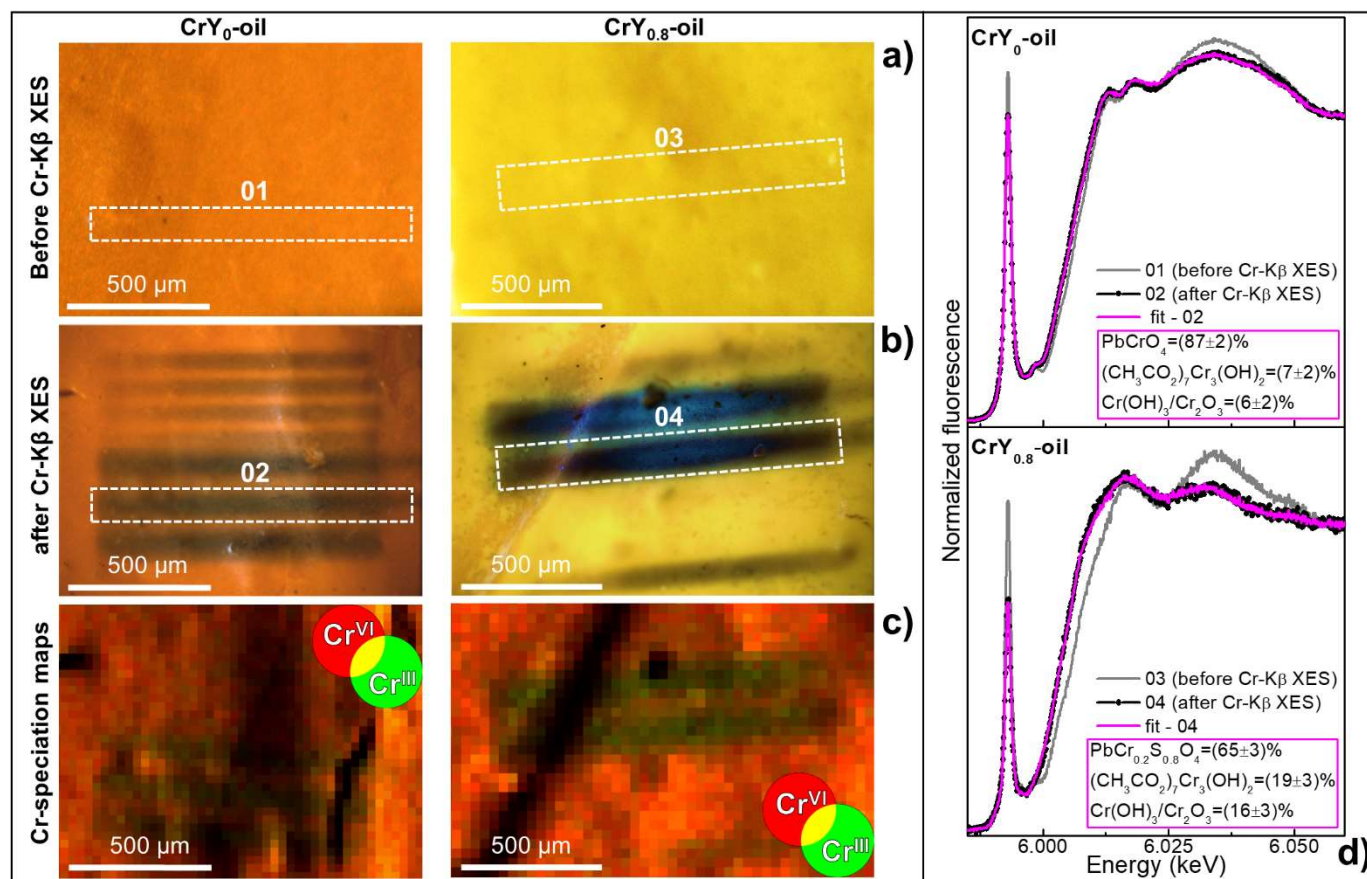 CrY₀-oil
CrY₀.₈-oil
Before Cr-Kβ XES
a)
01
500 µm
03
500 µm
after Cr-Kβ XES
b)
02
500 µm
04
500 µm
Cr-speciation maps
c)
Crⱽᴵ
Crᴵᴵᴵ
500 µm
Crⱽᴵ
Crᴵᴵᴵ
500 µm
Normalized fluorescence
CrY₀-oil
01 (before Cr-Kβ XES)
02 (after Cr-Kβ XES)
fit - 02
PbCrO₄=(87±2)%
(CH₃CO₂)₇Cr₃(OH)₂=(7±2)%
Cr(OH)₃/Cr₂O₃=(6±2)%
CrY₀.₈-oil
03 (before Cr-Kβ XES)
04 (after Cr-Kβ XES)
fit - 04
PbCr₀.₂S₀.₈O₄=(65±3)%
(CH₃CO₂)₇Cr₃(OH)₂=(19±3)%
Cr(OH)₃/Cr₂O₃=(16±3)%
6.000 6.025 6.050
Energy (keV)
d)